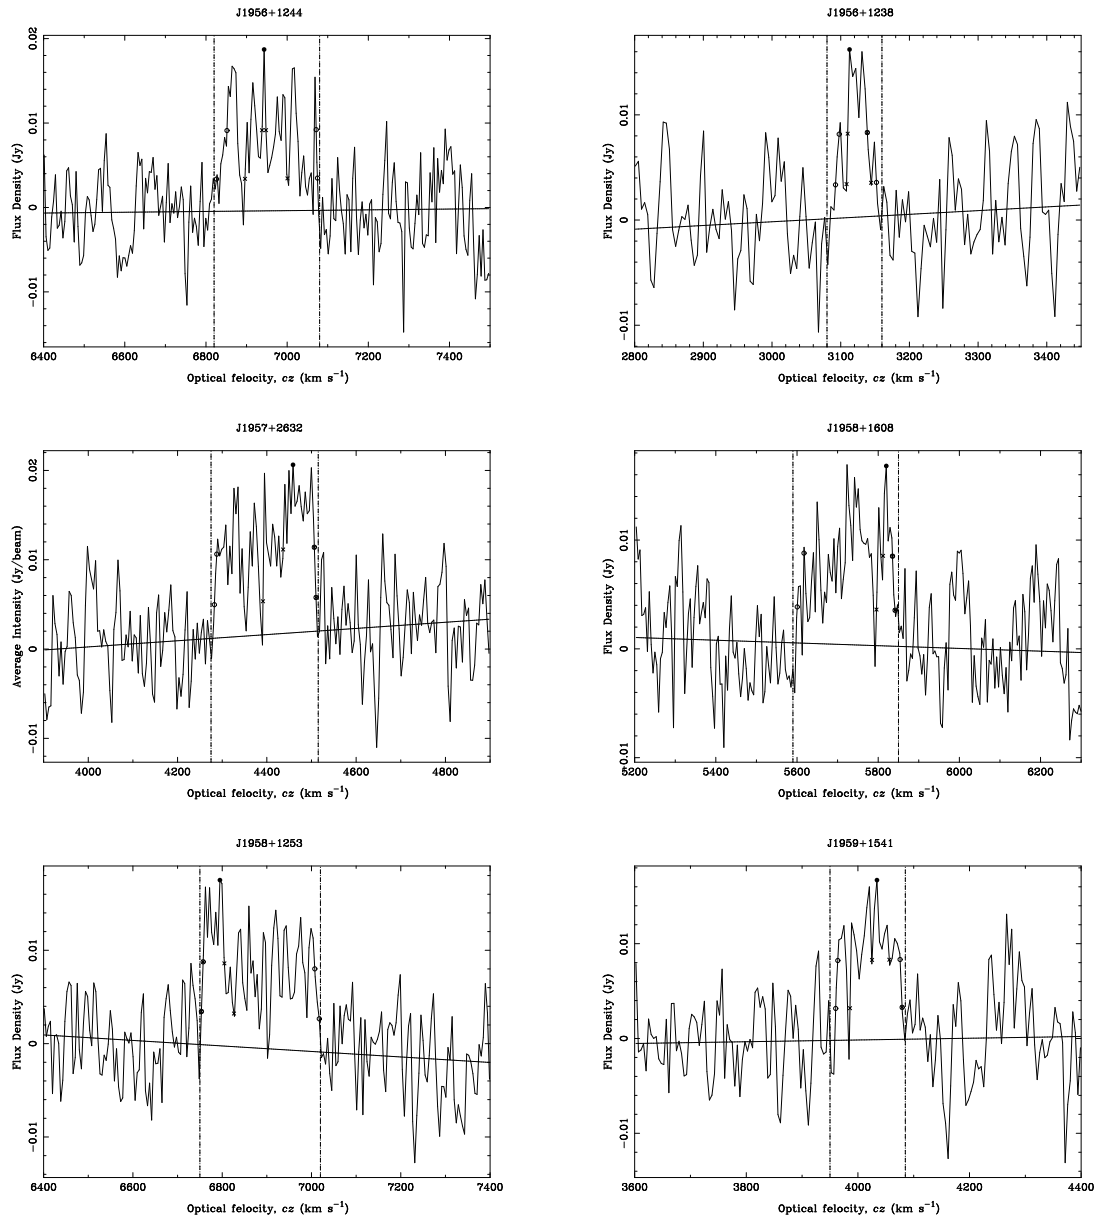 J1956+1244
J1956+1238
Flux Density (Jy)
0.02
0.01
0
−0.01
6400 6600 6800 7000 7200 7400
Optical felocity, cz (km s⁻¹)
Flux Density (Jy)
0.01
0
−0.01
2800 2900 3000 3100 3200 3300 3400
Optical felocity, cz (km s⁻¹)
J1957+2632
J1958+1608
Average Intensity (Jy/beam)
0.02
0.01
0
−0.01
4000 4200 4400 4600 4800
Optical felocity, cz (km s⁻¹)
Flux Density (Jy)
0.01
0
−0.01
5200 5400 5600 5800 6000 6200
Optical felocity, cz (km s⁻¹)
J1958+1253
J1959+1541
Flux Density (Jy)
0.01
0
−0.01
6400 6600 6800 7000 7200 7400
Optical felocity, cz (km s⁻¹)
Flux Density (Jy)
0.01
0
−0.01
3600 3800 4000 4200 4400
Optical felocity, cz (km s⁻¹)